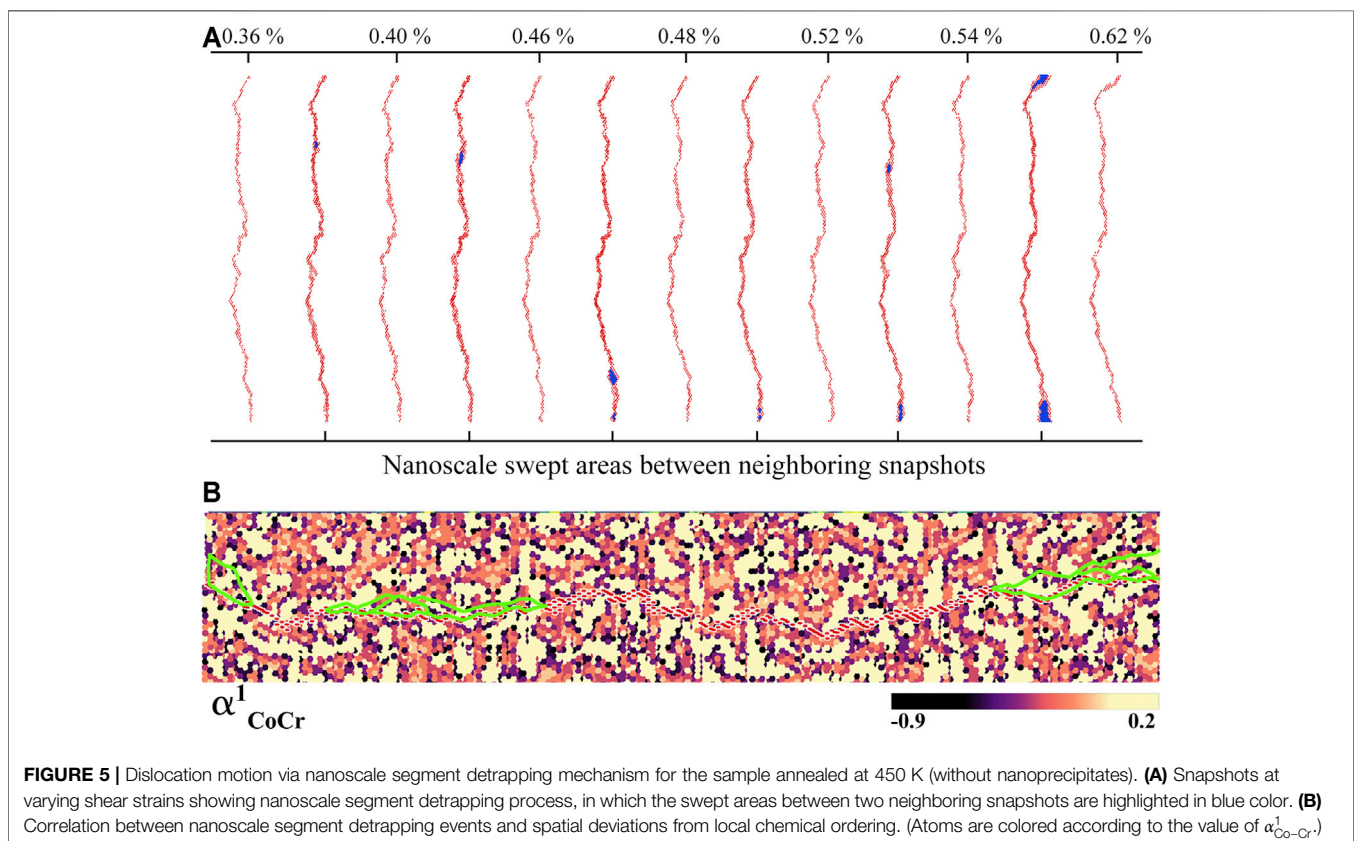 A 0.36 % 0.40 % 0.46 % 0.48 % 0.52 % 0.54 % 0.62 %
Nanoscale swept areas between neighboring snapshots
B
α¹CoCr
-0.9 0.2
FIGURE 5 | Dislocation motion via nanoscale segment detrapping mechanism for the sample annealed at 450 K (without nanoprecipitates). (A) Snapshots at
varying shear strains showing nanoscale segment detrapping process, in which the swept areas between two neighboring snapshots are highlighted in blue color. (B)
Correlation between nanoscale segment detrapping events and spatial deviations from local chemical ordering. (Atoms are colored according to the value of α¹Co−Cr.)